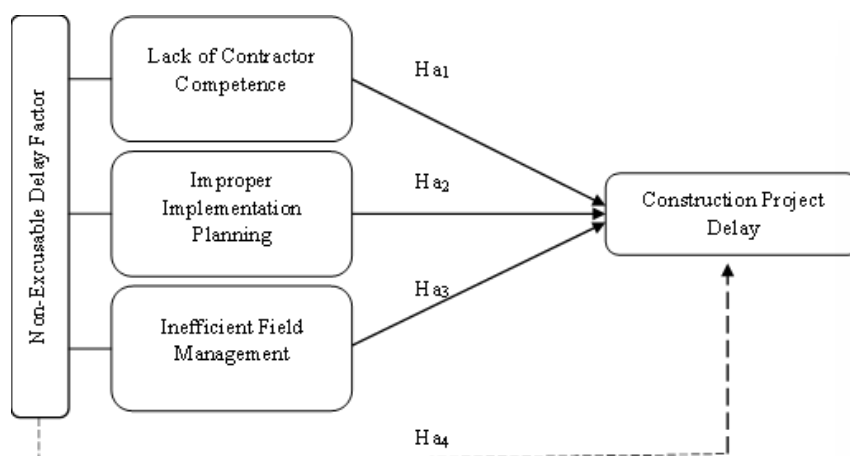 Non-Excusable Delay Factor
Lack of Contractor
Competence
Ha1
Improper
Implementation
Planning
Ha2
Construction Project
Delay
Inefficient Field
Management
Ha3
Ha4